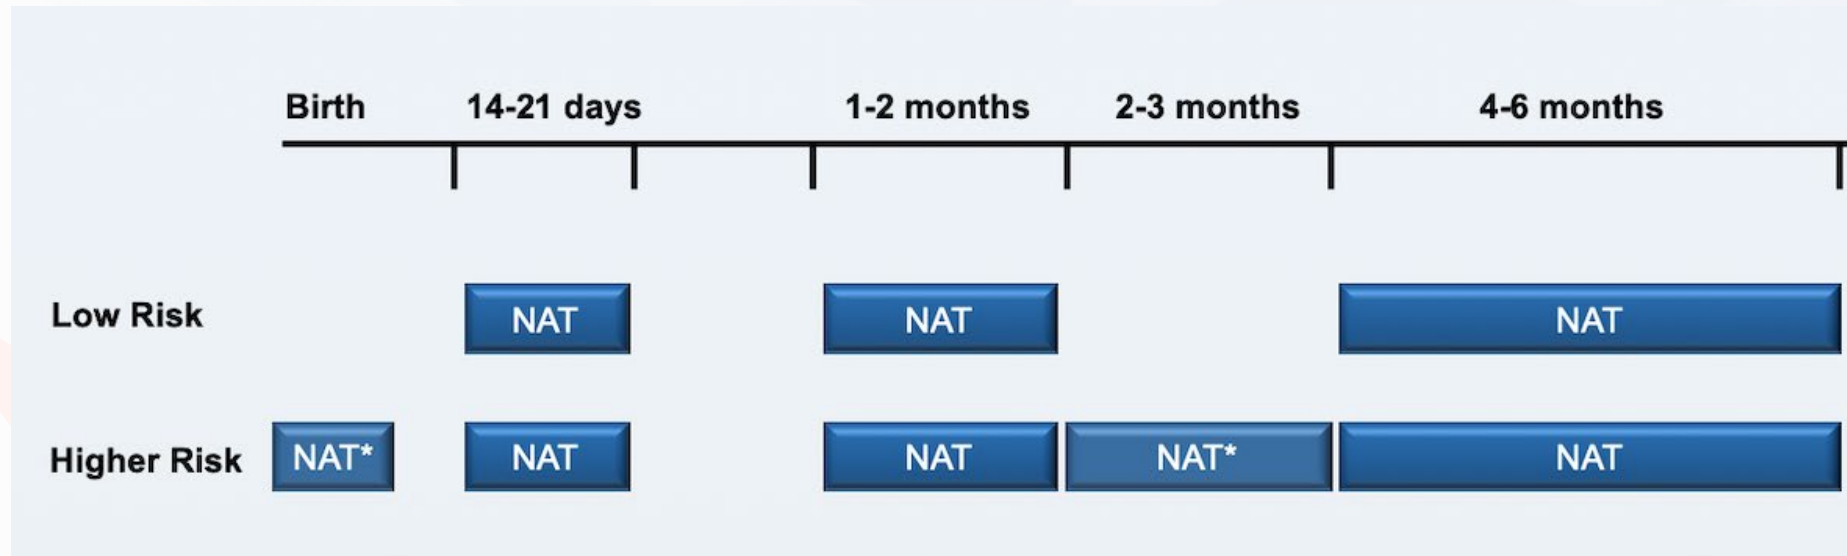 Birth 14-21 days 1-2 months 2-3 months 4-6 months
Low Risk NAT NAT NAT
Higher Risk NAT* NAT NAT NAT* NAT